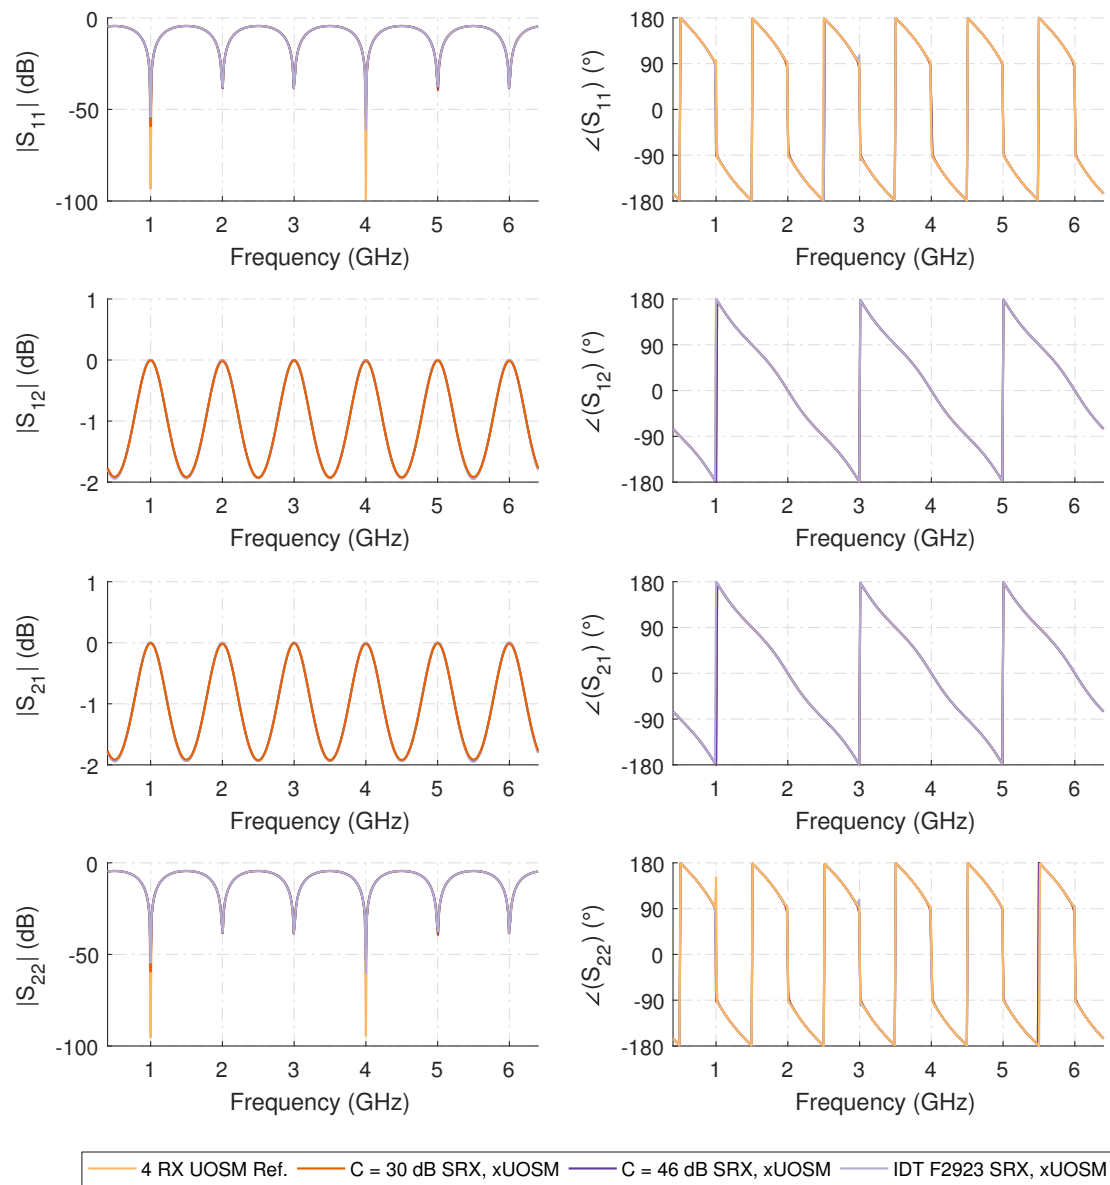 0
-50
-100
|S11| (dB)
1 2 3 4 5 6
Frequency (GHz)
180
90
0
-90
-180
∠(S11) (°)
1 2 3 4 5 6
Frequency (GHz)
1
0
-1
-2
|S12| (dB)
1 2 3 4 5 6
Frequency (GHz)
180
90
0
-90
-180
∠(S12) (°)
1 2 3 4 5 6
Frequency (GHz)
1
0
-1
-2
|S21| (dB)
1 2 3 4 5 6
Frequency (GHz)
180
90
0
-90
-180
∠(S21) (°)
1 2 3 4 5 6
Frequency (GHz)
0
-50
-100
|S22| (dB)
1 2 3 4 5 6
Frequency (GHz)
180
90
0
-90
-180
∠(S22) (°)
1 2 3 4 5 6
Frequency (GHz)
4 RX UOSM Ref. C = 30 dB SRX, xUOSM C = 46 dB SRX, xUOSM IDT F2923 SRX, xUOSM